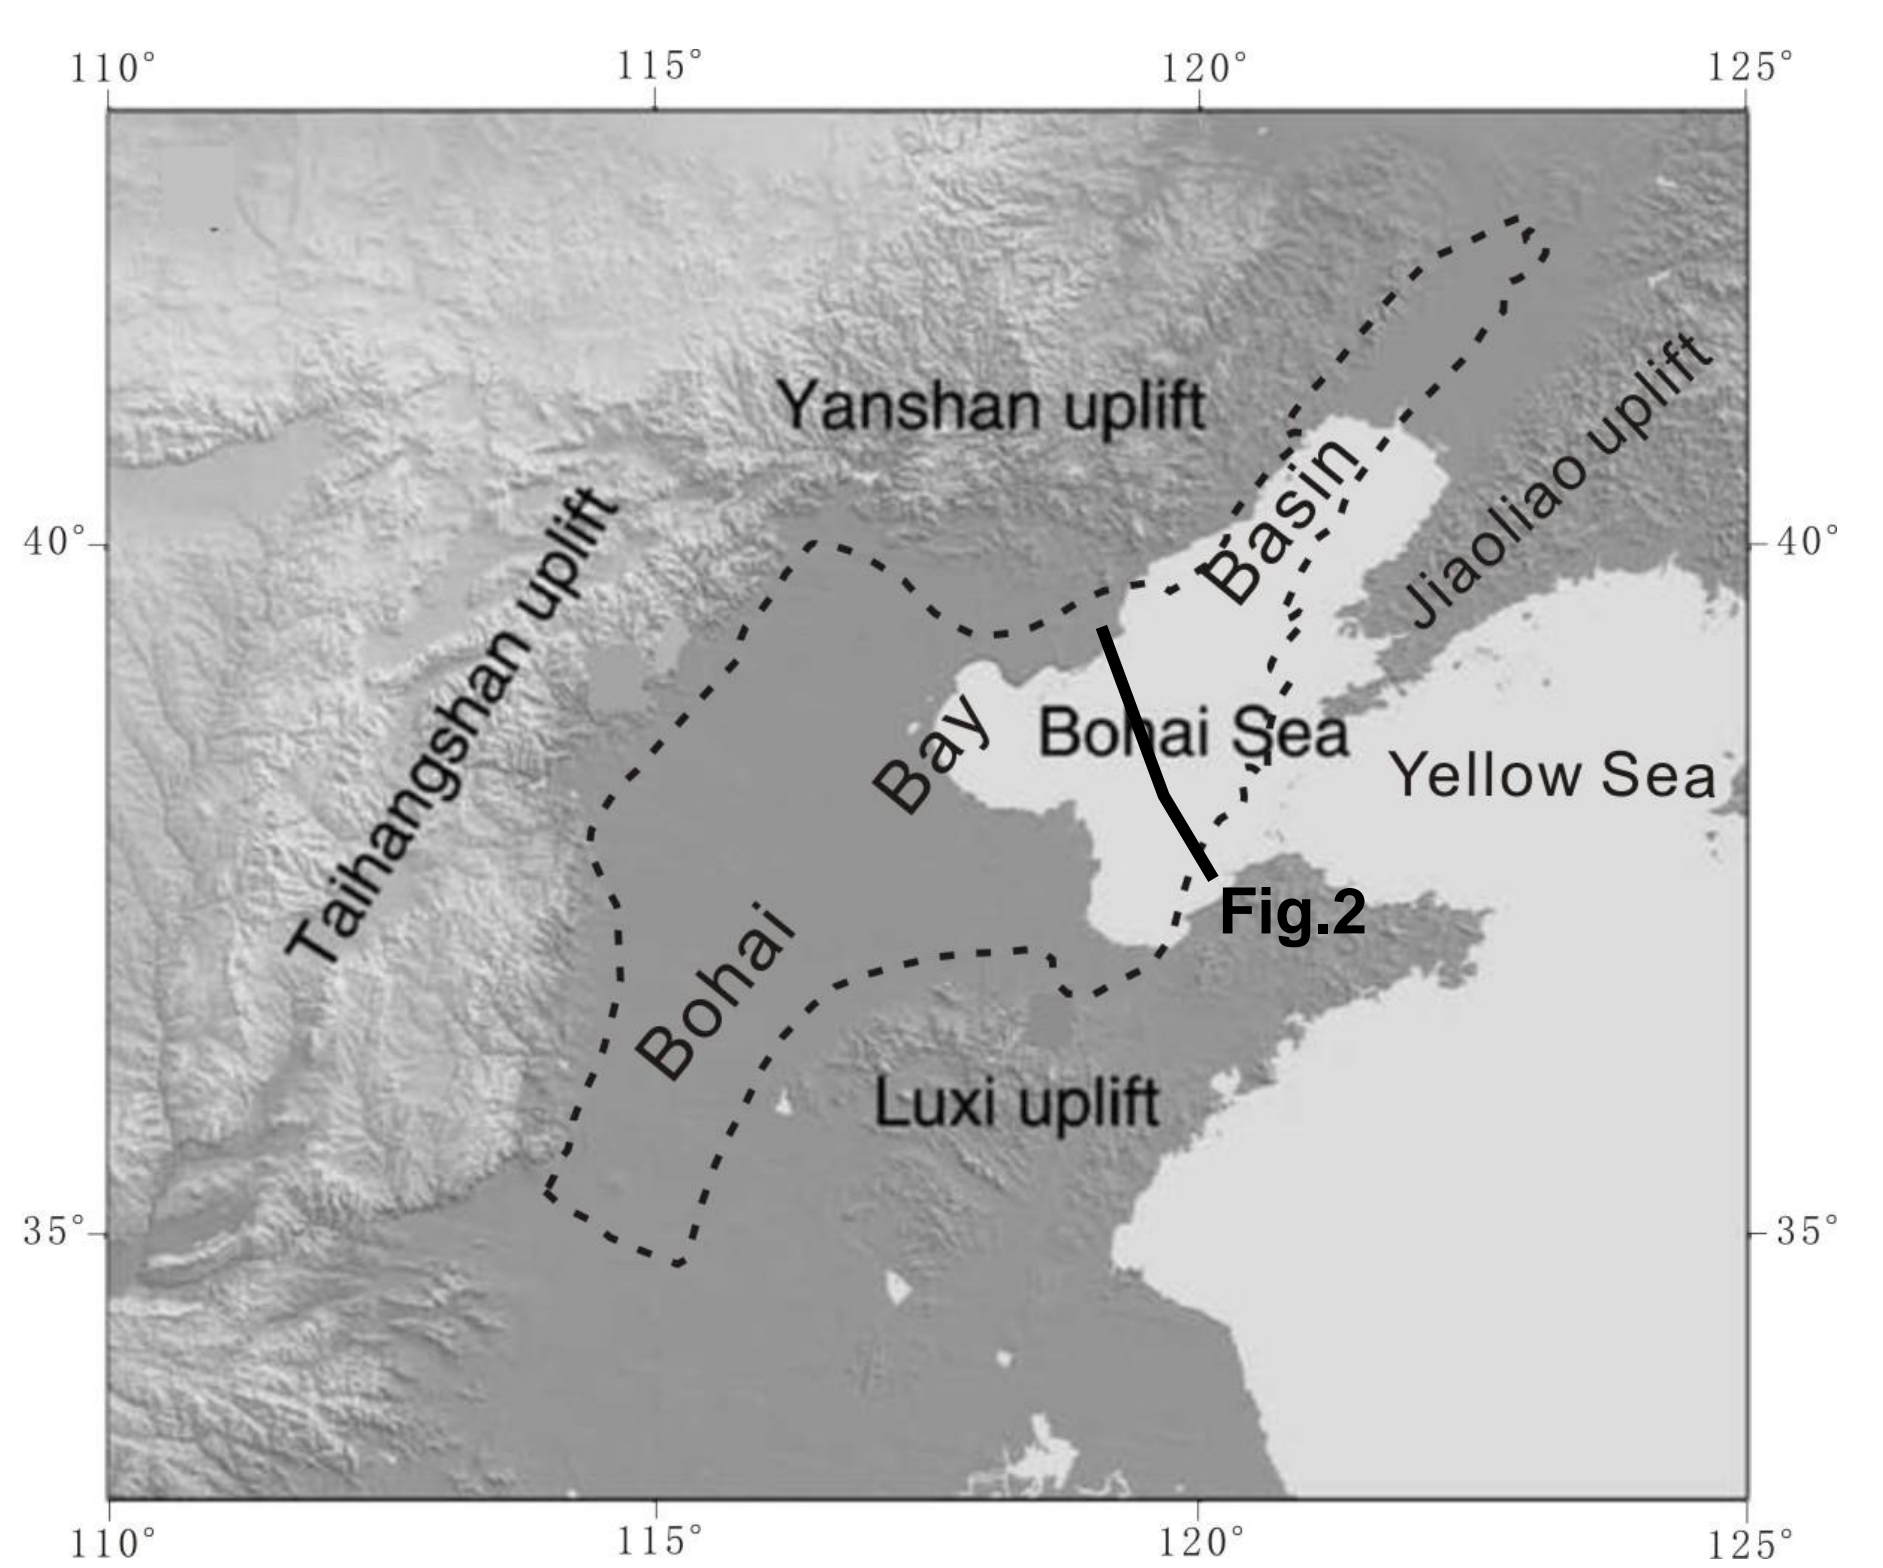 110°
115°
120°
125°
Yanshan uplift
Jiaoliao uplift
Taihangshan uplift
40°
40°
Basin
Bay
Bohai Sea
Yellow Sea
Fig.2
Bohai
Luxi uplift
35°
35°
110°
115°
120°
125°